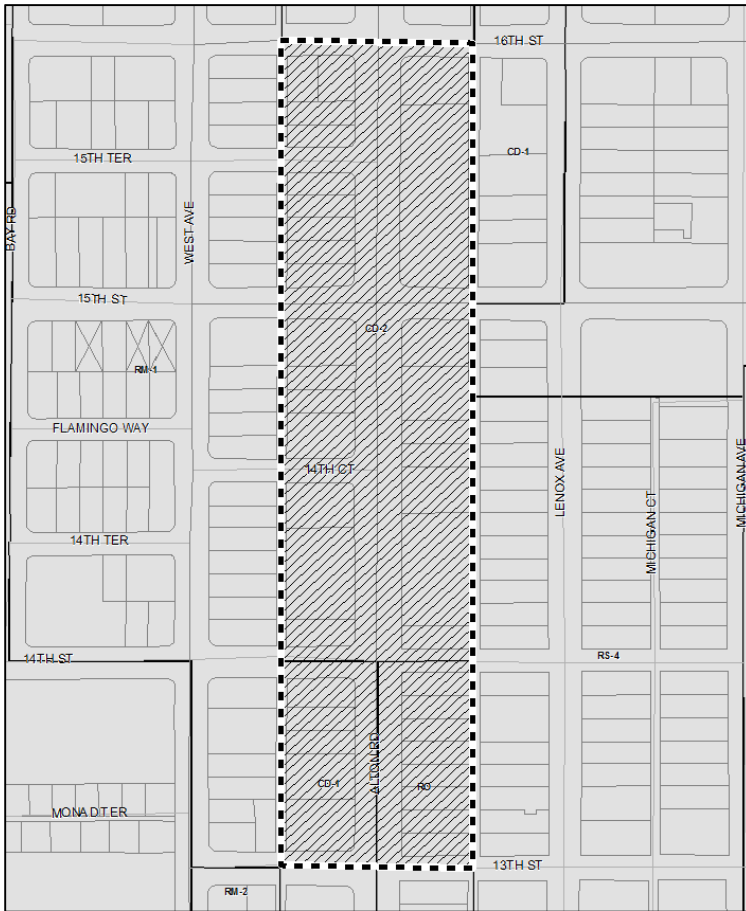 16TH ST
CD-1
15TH TER
WEST AVE
BAY RD
15TH ST
CD-2
RM-1
FLAMINGO WAY
14TH CT
LENOX AVE
MICHIGAN CT
MICHIGAN AVE
14TH TER
14TH ST
RS-4
ALTON RD
CD-1
RO
MONAD TER
13TH ST
RM-2